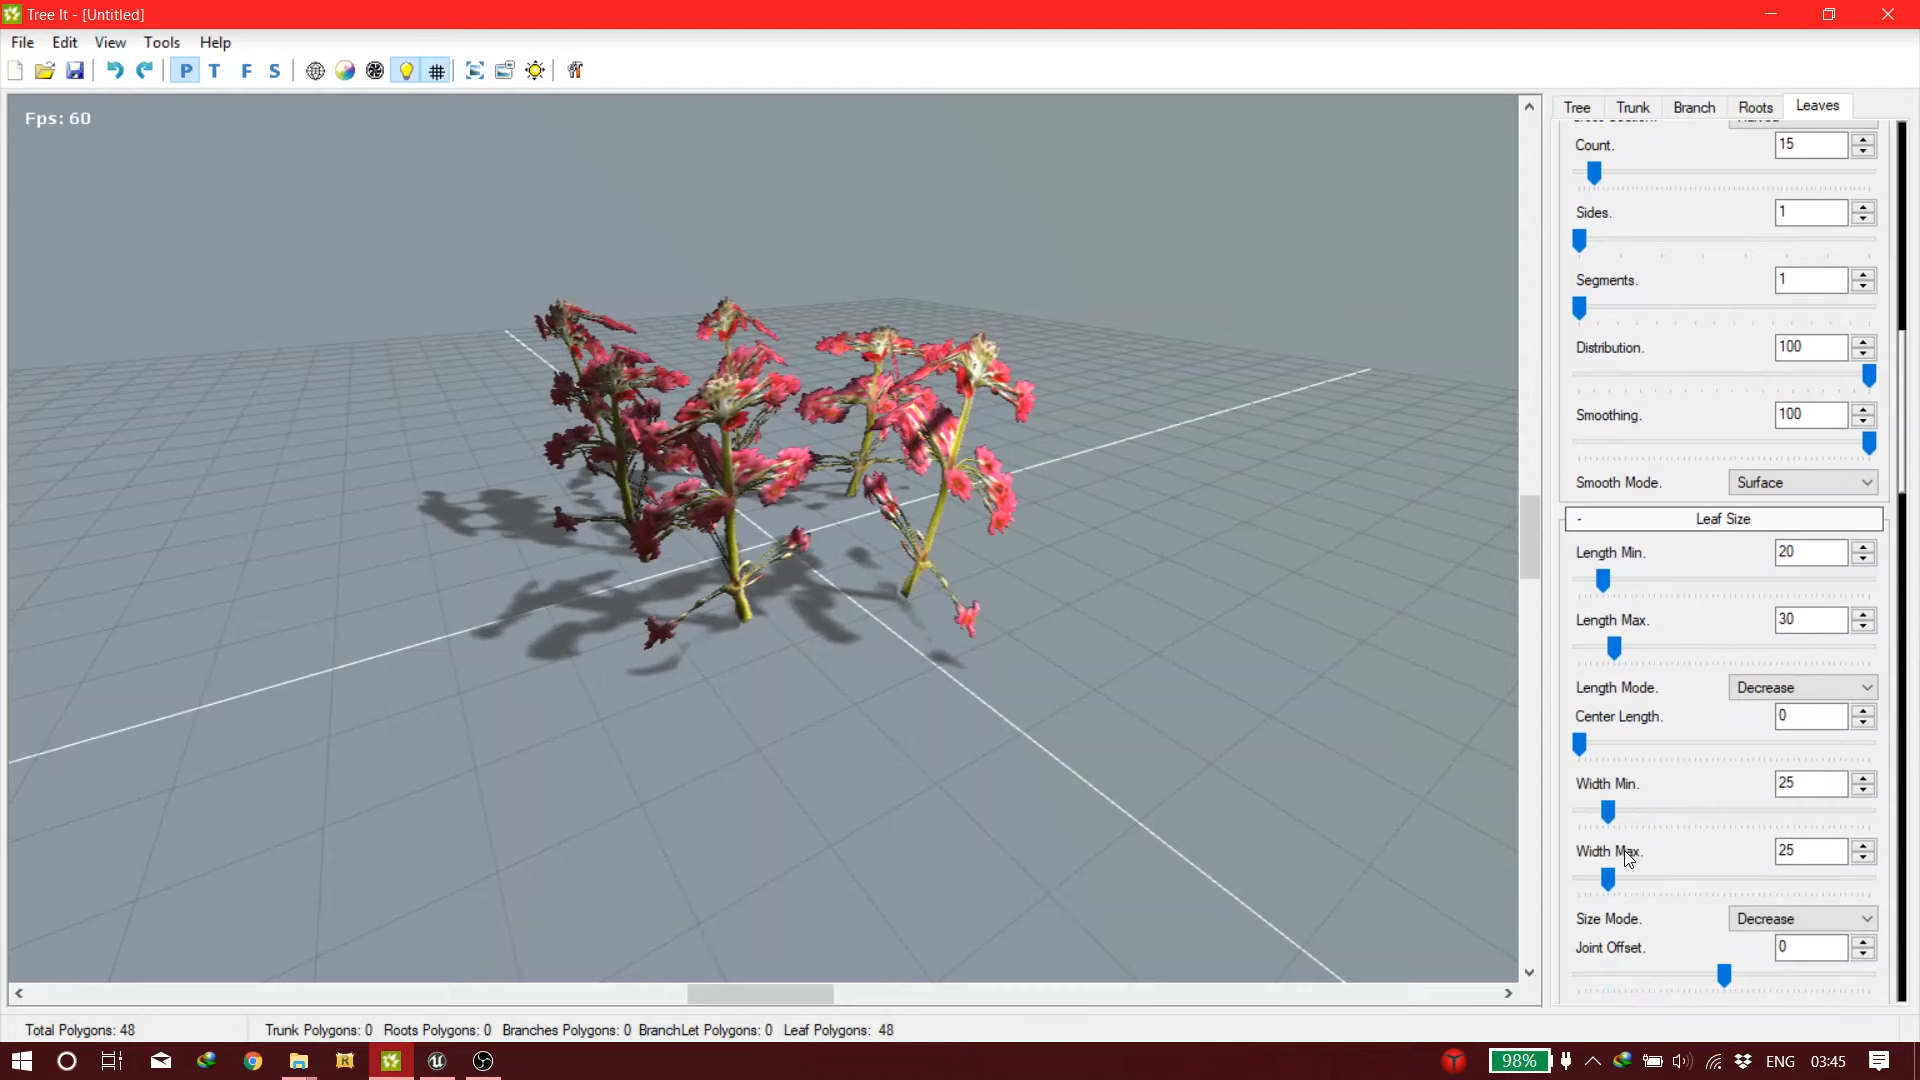 Tree It - [Untitled]
File Edit View Tools Help
P T F S
Fps: 60
Tree Trunk Branch Roots Leaves
Count. 15
Sides. 1
Segments. 1
Distribution. 100
Smoothing. 100
Smooth Mode. Surface
- Leaf Size
Length Min. 20
Length Max. 30
Length Mode. Decrease
Center Length. 0
Width Min. 25
Width Max. 25
Size Mode. Decrease
Joint Offset. 0
Total Polygons: 48 Trunk Polygons: 0 Roots Polygons: 0 Branches Polygons: 0 BranchLet Polygons: 0 Leaf Polygons: 48
98% ENG 03:45